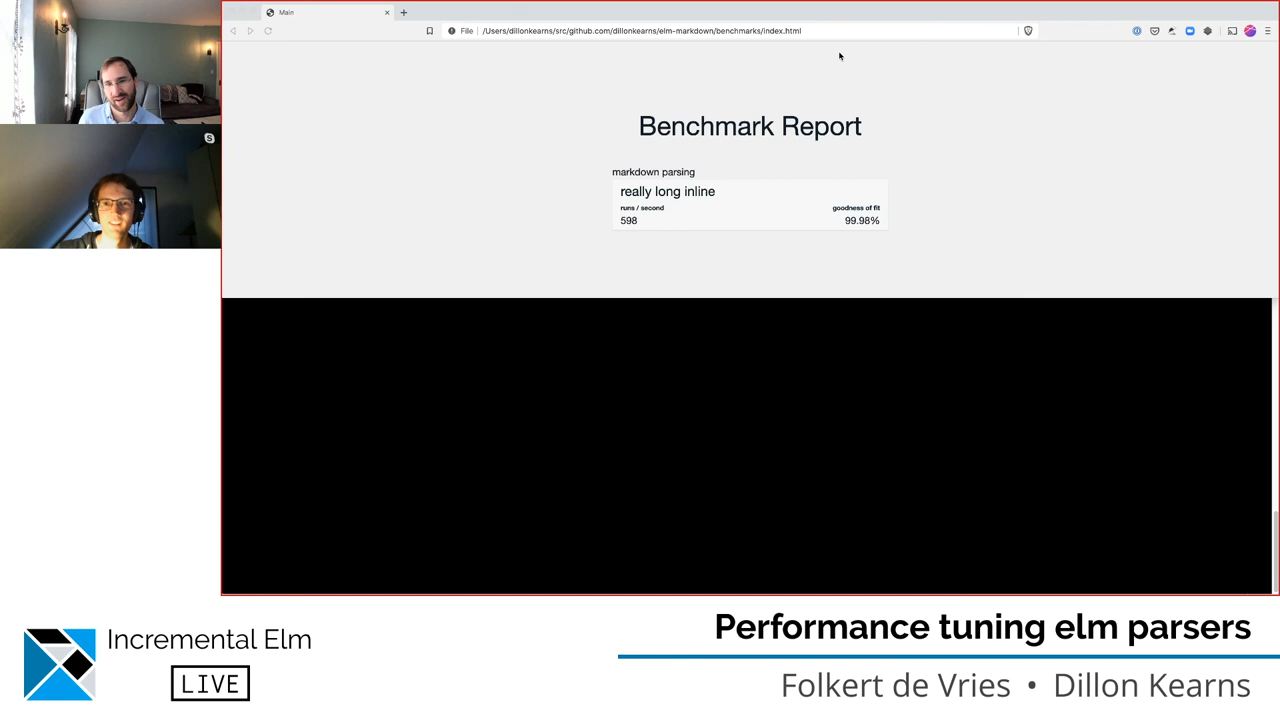 Main
File
/Users/dillonkearns/src/github.com/dillonkearns/elm-markdown/benchmarks/index.html
Benchmark Report
markdown parsing
really long inline
runs / second
goodness of fit
598
99.98%
Incremental Elm
LIVE
Performance tuning elm parsers
Folkert de Vries • Dillon Kearns